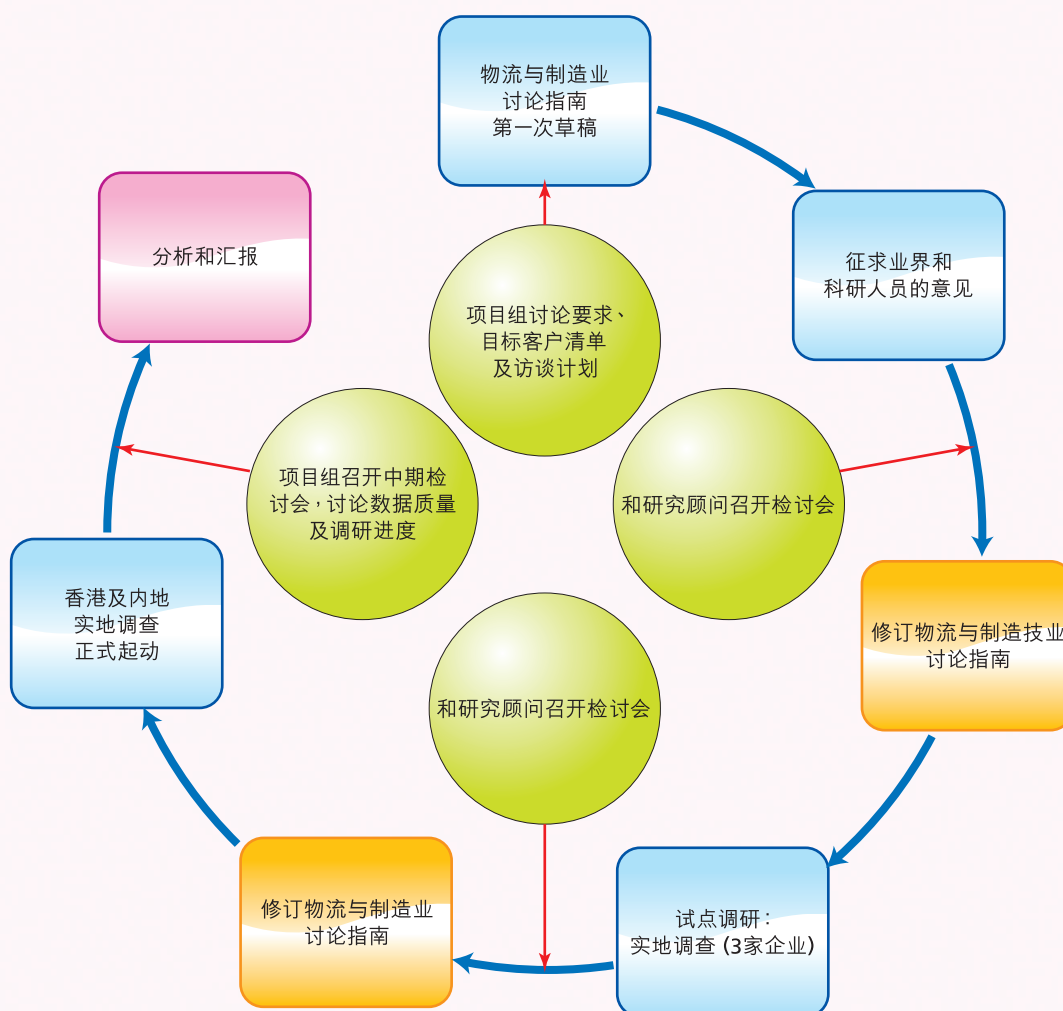 物流与制造业
讨论指南
第一次草稿
征求业界和
科研人员的意见
修订物流与制造技业
讨论指南
试点调研：
实地调查 (3家企业)
修订物流与制造业
讨论指南
香港及内地
实地调查
正式起动
分析和汇报
项目组讨论要求、
目标客户清单
及访谈计划
和研究顾问召开检讨会
和研究顾问召开检讨会
项目组召开中期检
讨会，讨论数据质量
及调研进度